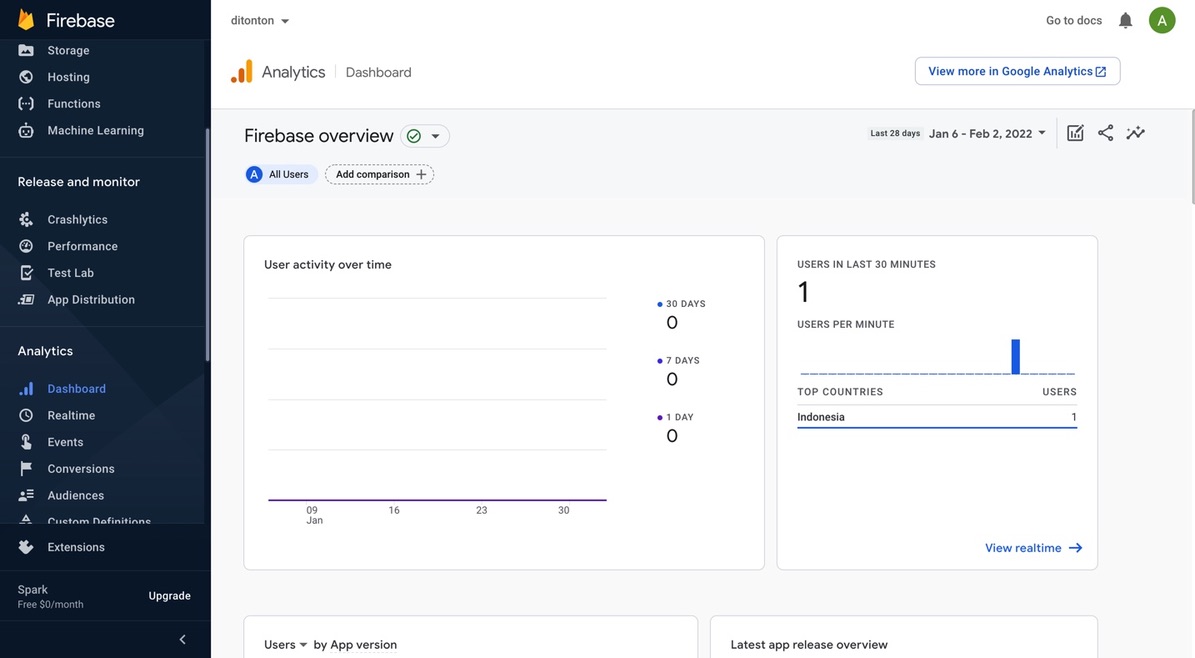 Firebase
Storage
Hosting
Functions
Machine Learning
Release and monitor
Crashlytics
Performance
Test Lab
App Distribution
Analytics
Dashboard
Realtime
Events
Conversions
Audiences
Custom Definitions
Extensions
Spark
Free $0/month
Upgrade
ditonton
Go to docs
A
Analytics
Dashboard
View more in Google Analytics
Firebase overview
Last 28 days Jan 6 - Feb 2, 2022
A All Users
Add comparison +
User activity over time
30 DAYS
0
7 DAYS
0
1 DAY
0
09 16 23 30
Jan
USERS IN LAST 30 MINUTES
1
USERS PER MINUTE
TOP COUNTRIES USERS
Indonesia 1
View realtime
Users by App version
Latest app release overview